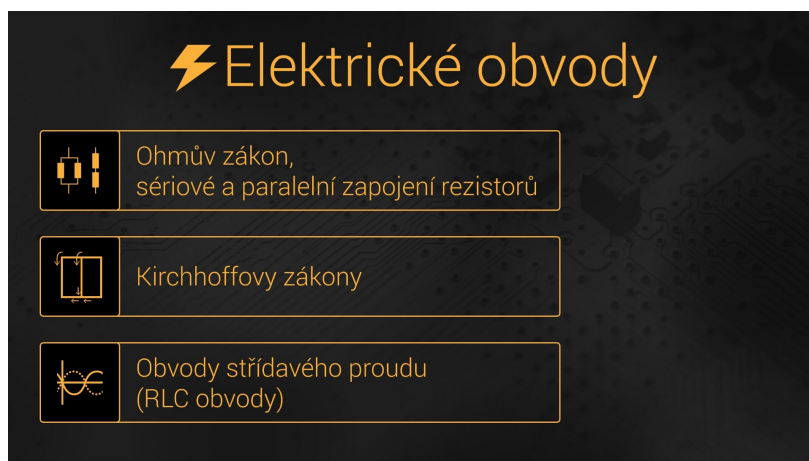 Elektrické obvody
Ohmův zákon,
sériové a paralelní zapojení rezistorů
Kirchhoffovy zákony
Obvody střídavého proudu
(RLC obvody)